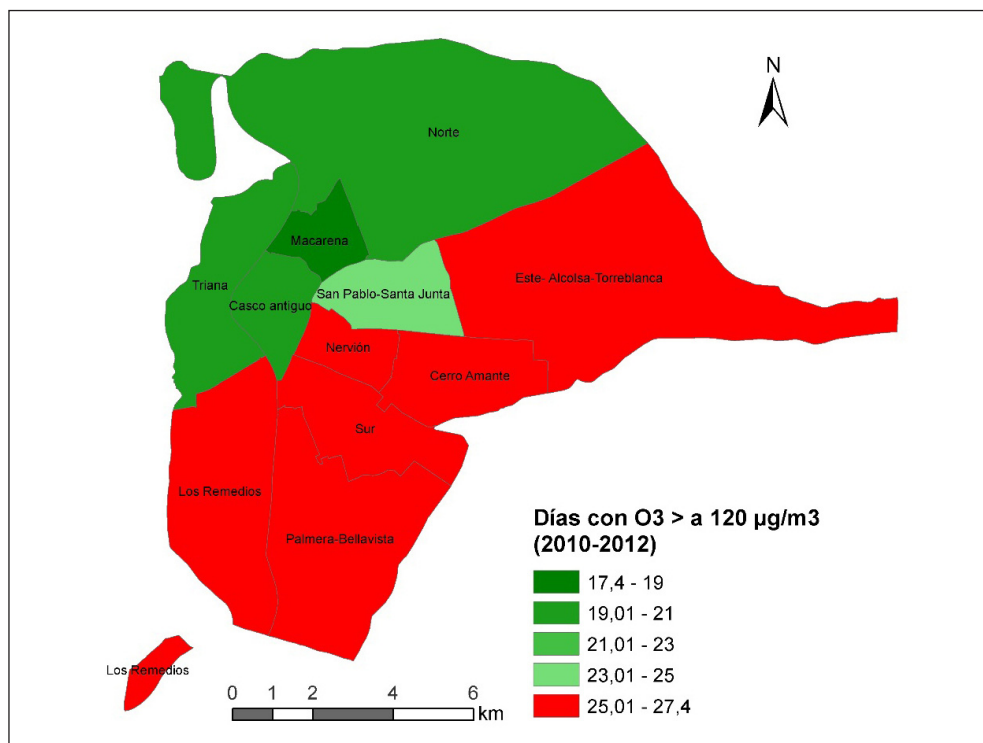 N
Norte
Macarena
Triana
Casco antiguo
San Pablo-Santa Junta
Este- Alcolsa-Torreblanca
Nervión
Cerro Amante
Sur
Los Remedios
Palmera-Bellavista
Los Remedios
Días con O3 > a 120 µg/m3
(2010-2012)
17,4 - 19
19,01 - 21
21,01 - 23
23,01 - 25
25,01 - 27,4
0 1 2 4 6
km